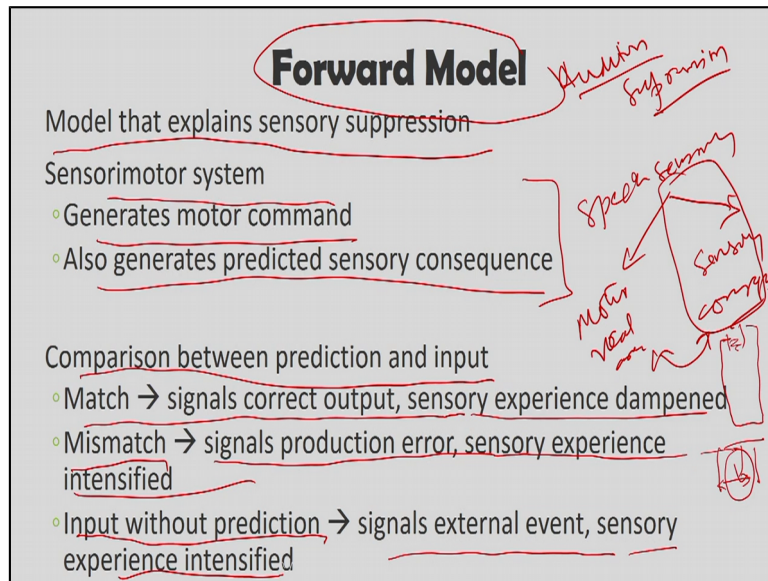 Forward Model
Auditory
suppression
Model that explains sensory suppression
Sensorimotor system
◦Generates motor command
◦Also generates predicted sensory consequence
speech sensory
sensory
motor
Comparison between prediction and input
◦Match → signals correct output, sensory experience dampened
◦Mismatch → signals production error, sensory experience
intensified
b
◦Input without prediction → signals external event, sensory
experience intensified